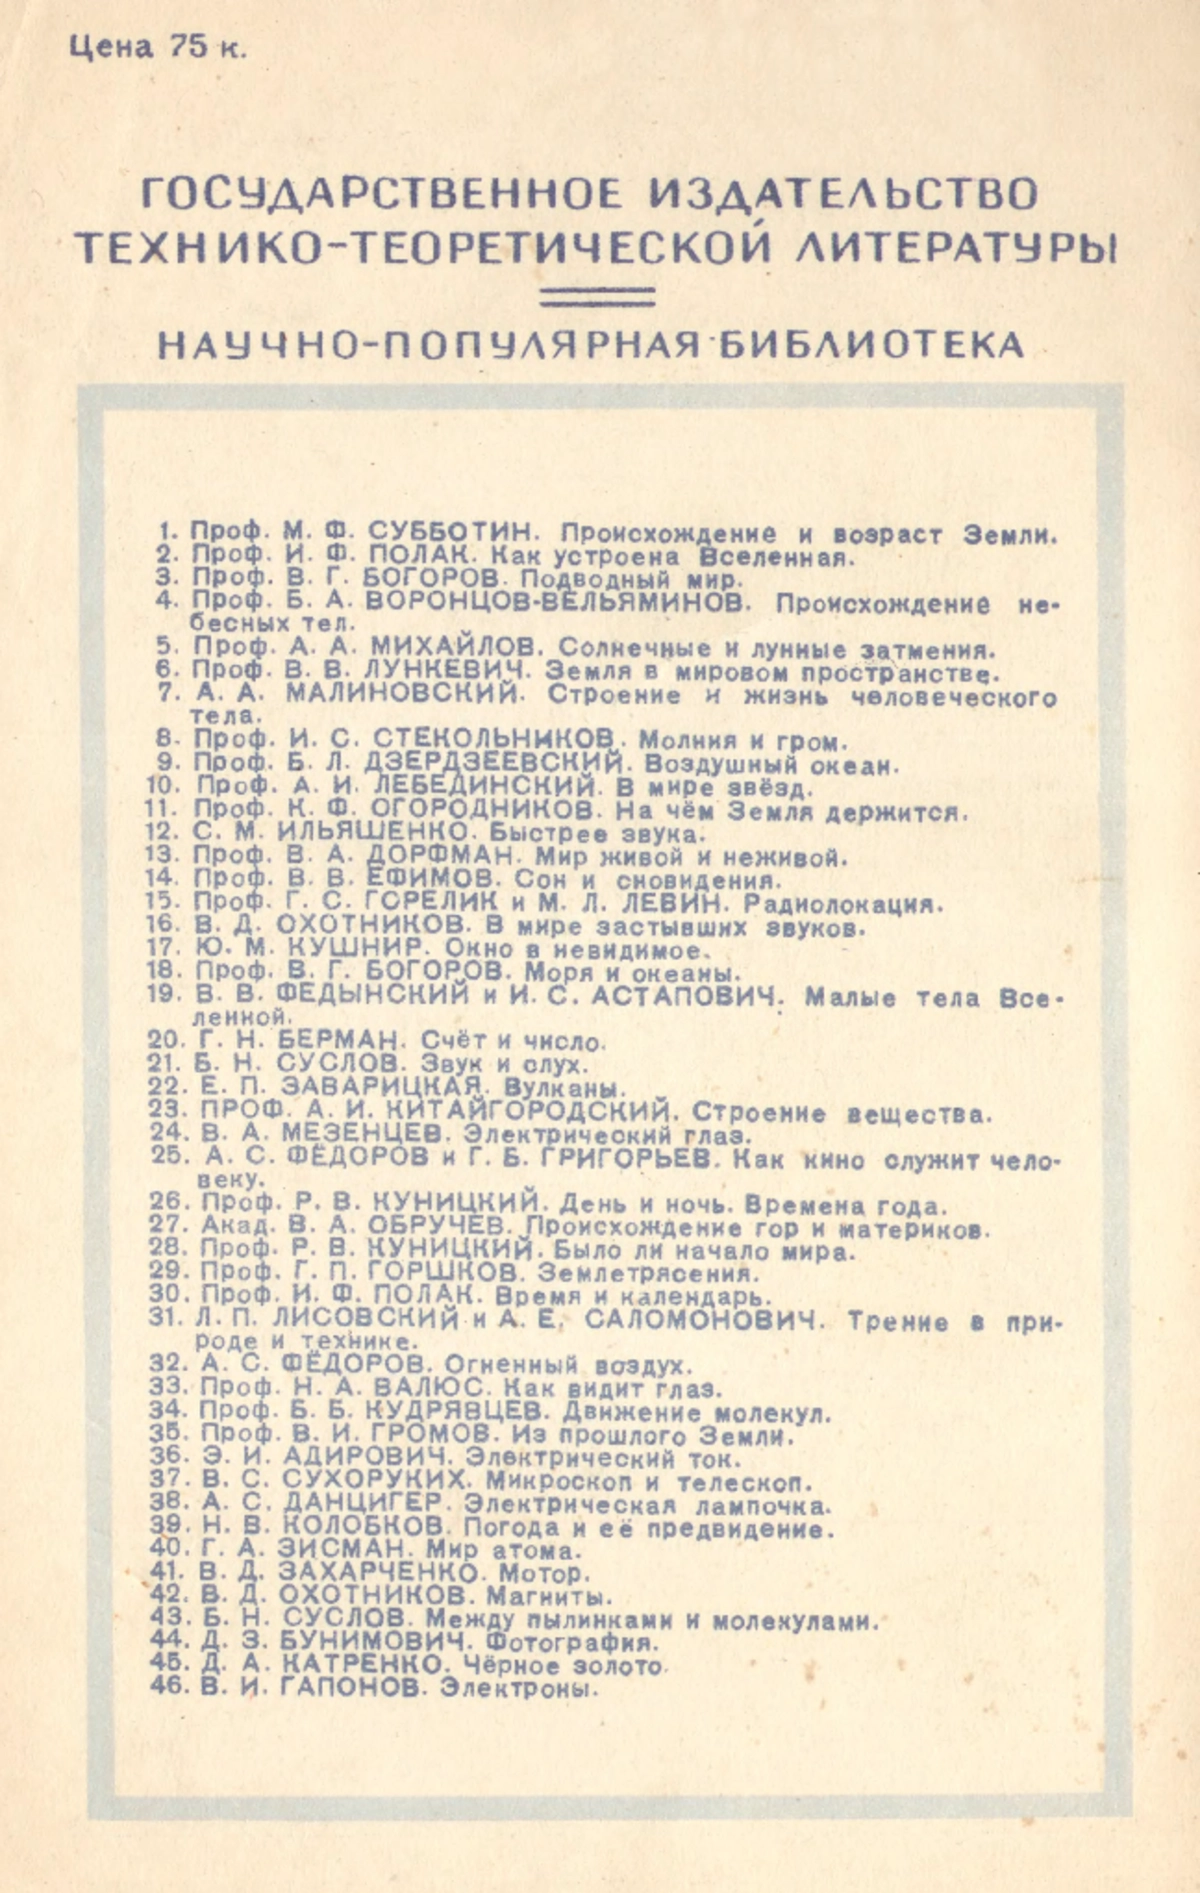 Цена 75 к.
ГОСУДАРСТВЕННОЕ ИЗДАТЕЛЬСТВО
ТЕХНИКО-ТЕОРЕТИЧЕСКОЙ ЛИТЕРАТУРЫ
НАУЧНО-ПОПУЛЯРНАЯ БИБЛИОТЕКА
1. Проф. М. Ф. СУББОТИН. Происхождение и возраст Земли.
2. Проф. И. Ф. ПОЛАК. Как устроена Вселенная.
3. Проф. В. Г. БОГОРОВ. Подводный мир.
4. Проф. Б. А. ВОРОНЦОВ-ВЕЛЬЯМИНОВ. Происхождение не-
бесных тел.
5. Проф. А. А. МИХАЙЛОВ. Солнечные и лунные затмения.
6. Проф. В. В. ЛУНКЕВИЧ. Земля в мировом пространстве.
7. А. А. МАЛИНОВСКИЙ. Строение и жизнь человеческого
тела.
8. Проф. И. С. СТЕКОЛЬНИКОВ. Молния и гром.
9. Проф. Б. Л. ДЗЕРДЗЕЕВСКИЙ. Воздушный океан.
10. Проф. А. И. ЛЕБЕДИНСКИЙ. В мире звёзд.
11. Проф. К. Ф. ОГОРОДНИКОВ. На чём Земля держится.
12. С. М. ИЛЬЯШЕНКО. Быстрее звука.
13. Проф. В. А. ДОРФМАН. Мир живой и неживой.
14. Проф. В. В. ЕФИМОВ. Сон и сновидения.
15. Проф. Г. С. ГОРЕЛИК и М. Л. ЛЕВИН. Радиолокация.
16. В. Д. ОХОТНИКОВ. В мире застывших звуков.
17. Ю. М. КУШНИР. Окно в невидимое.
18. Проф. В. Г. БОГОРОВ. Моря и океаны.
19. В. В. ФЕДЫНСКИЙ и И. С. АСТАПОВИЧ. Малые тела Все-
ленной.
20. Г. Н. БЕРМАН. Счёт и число.
21. Б. Н. СУСЛОВ. Звук и слух.
22. Е. П. ЗАВАРИЦКАЯ. Вулканы.
23. ПРОФ. А. И. КИТАЙГОРОДСКИЙ. Строение вещества.
24. В. А. МЕЗЕНЦЕВ. Электрический глаз.
25. А. С. ФЁДОРОВ и Г. Б. ГРИГОРЬЕВ. Как кино служит чело-
веку.
26. Проф. Р. В. КУНИЦКИЙ. День и ночь. Времена года.
27. Акад. В. А. ОБРУЧЕВ. Происхождение гор и материков.
28. Проф. Р. В. КУНИЦКИЙ. Было ли начало мира.
29. Проф. Г. П. ГОРШКОВ. Землетрясения.
30. Проф. И. Ф. ПОЛАК. Время и календарь.
31. Л. П. ЛИСОВСКИЙ и А. Е. САЛОМОНОВИЧ. Трение в при-
роде и технике.
32. А. С. ФЁДОРОВ. Огненный воздух.
33. Проф. Н. А. ВАЛЮС. Как видит глаз.
34. Проф. Б. Б. КУДРЯВЦЕВ. Движение молекул.
35. Проф. В. И. ГРОМОВ. Из прошлого Земли.
36. Э. И. АДИРОВИЧ. Электрический ток.
37. В. С. СУХОРУКИХ. Микроскоп и телескоп.
38. А. С. ДАНЦИГЕР. Электрическая лампочка.
39. Н. В. КОЛОБКОВ. Погода и её предвидение.
40. Г. А. ЗИСМАН. Мир атома.
41. В. Д. ЗАХАРЧЕНКО. Мотор.
42. В. Д. ОХОТНИКОВ. Магниты.
43. Б. Н. СУСЛОВ. Между пылинками и молекулами.
44. Д. З. БУНИМОВИЧ. Фотография.
45. Д. А. КАТРЕНКО. Чёрное золото.
46. В. И. ГАПОНОВ. Электроны.